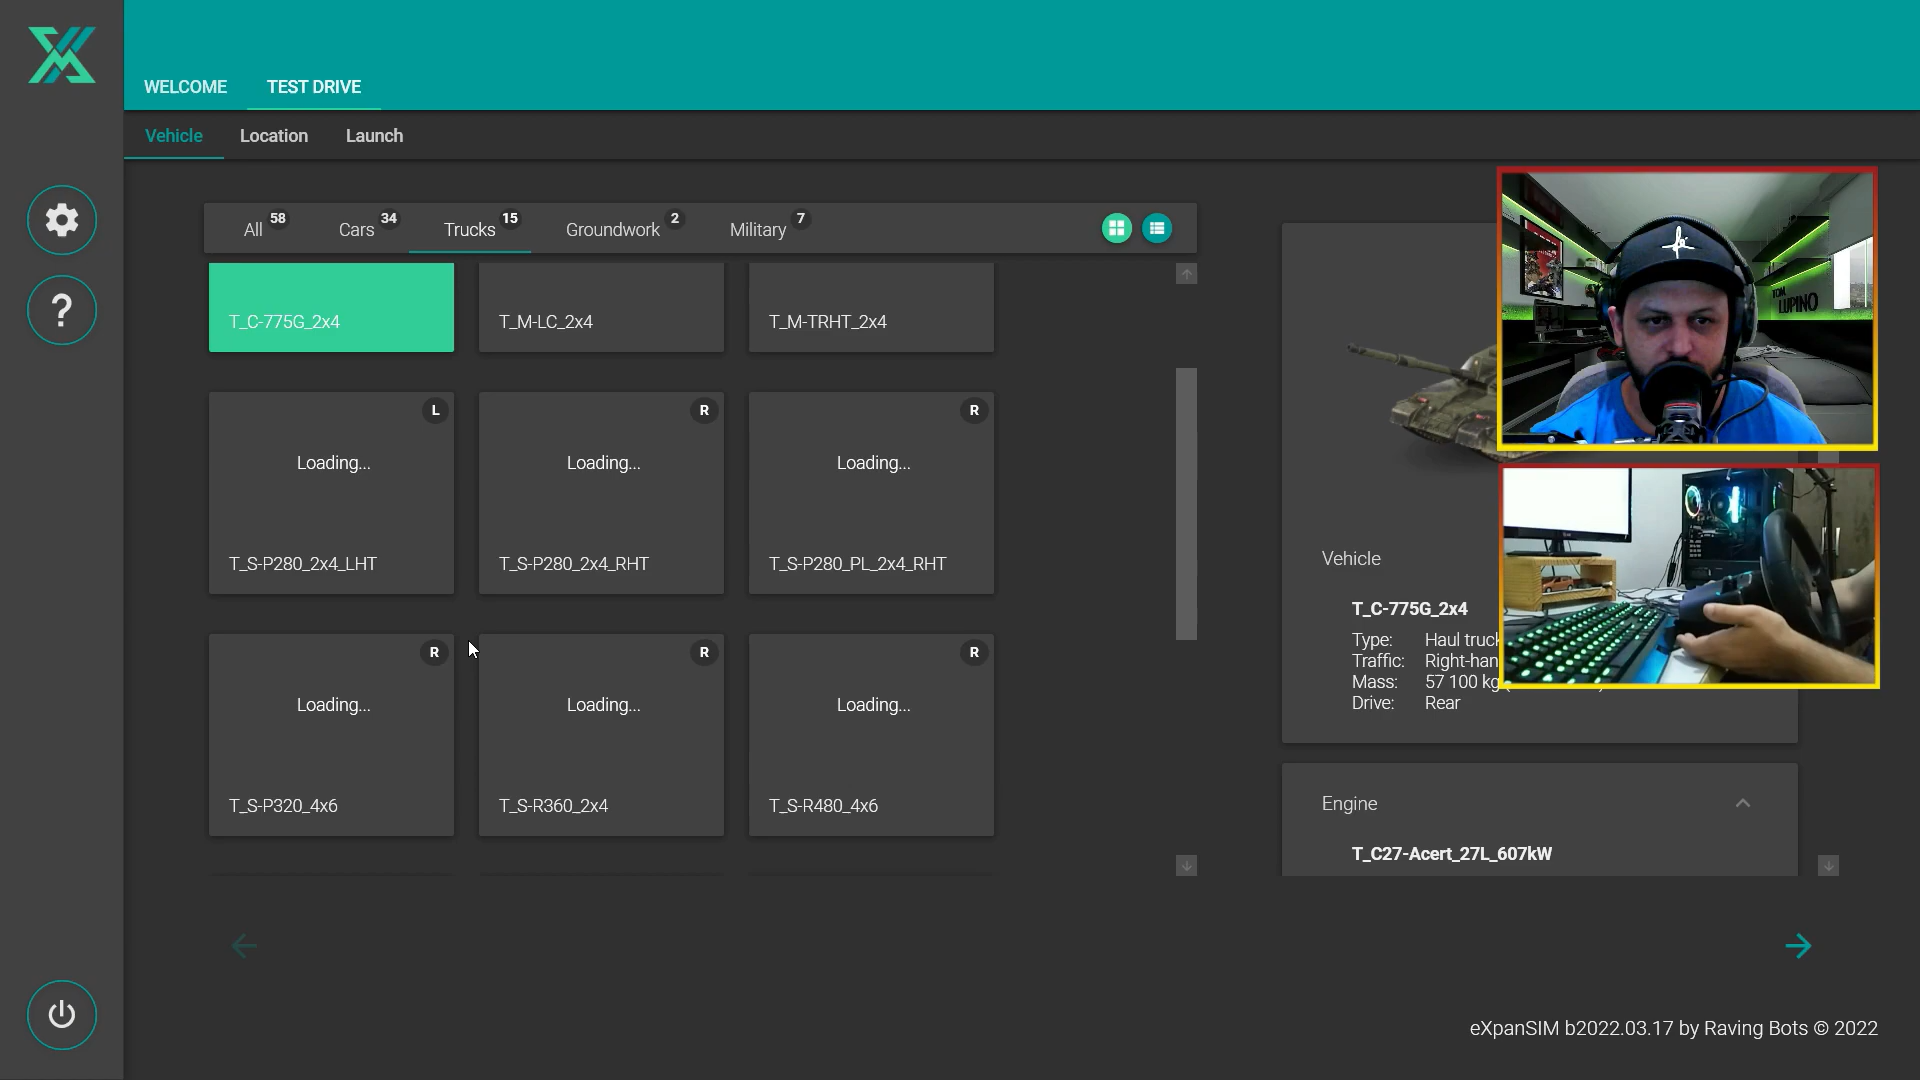 WELCOME
TEST DRIVE
Vehicle
Location
Launch
All 58
Cars 34
Trucks 15
Groundwork 2
Military 7
T_C-775G_2x4
T_M-LC_2x4
T_M-TRHT_2x4
L
Loading...
T_S-P280_2x4_LHT
R
Loading...
T_S-P280_2x4_RHT
R
Loading...
T_S-P280_PL_2x4_RHT
R
Loading...
T_S-P320_4x6
R
Loading...
T_S-R360_2x4
R
Loading...
T_S-R480_4x6
TOM
LUPINO
Vehicle
T_C-775G_2x4
Type: Haul truck
Traffic: Right-han
Mass: 57 100 kg
Drive: Rear
Engine
T_C27-Acert_27L_607kW
eXpanSIM b2022.03.17 by Raving Bots © 2022